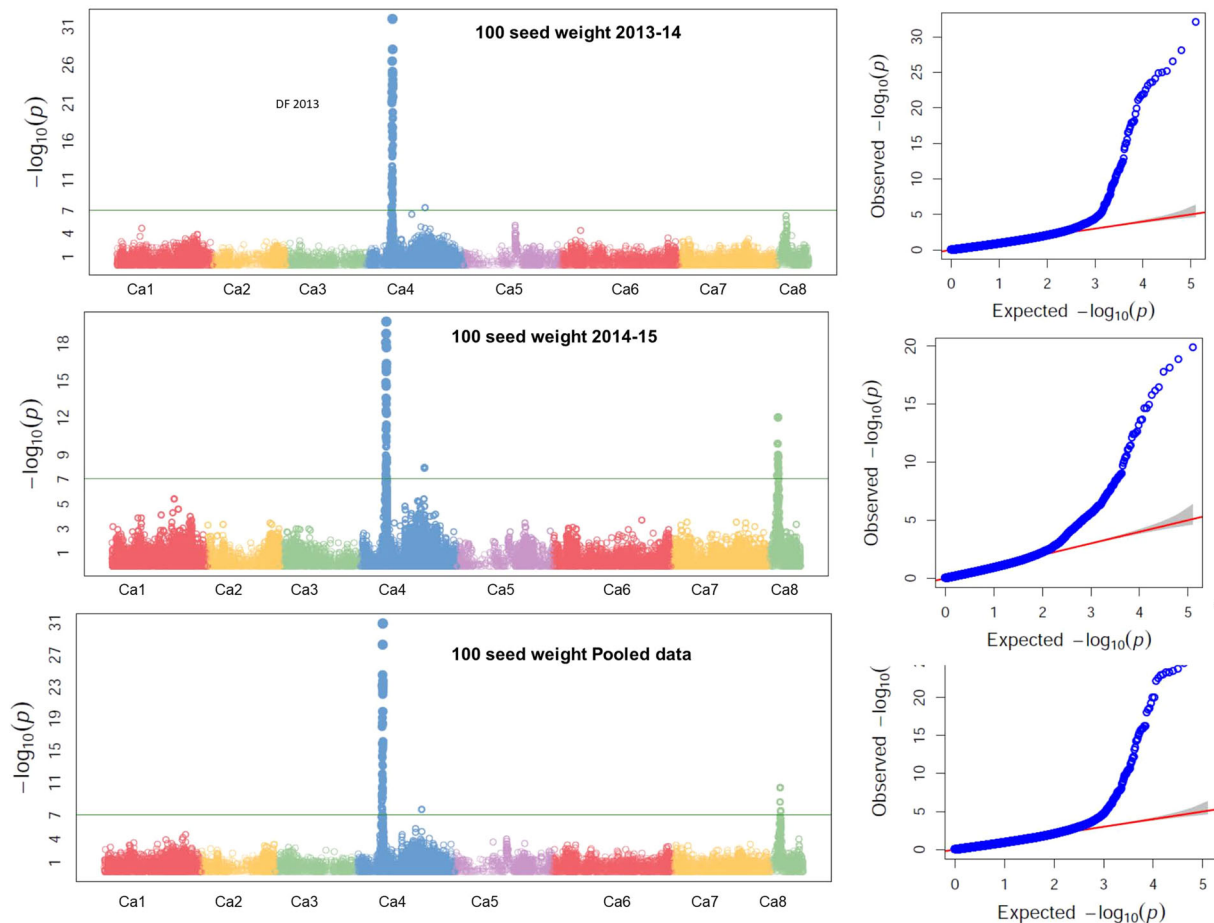 100 seed weight 2013-14
DF 2013
−log₁₀(p)
31
26
21
16
11
7
4
1
Ca1 Ca2 Ca3 Ca4 Ca5 Ca6 Ca7 Ca8
Observed −log₁₀(p)
30
25
20
15
10
5
0
0 1 2 3 4 5
Expected −log₁₀(p)
100 seed weight 2014-15
−log₁₀(p)
18
15
12
9
7
5
3
1
Ca1 Ca2 Ca3 Ca4 Ca5 Ca6 Ca7 Ca8
Observed −log₁₀(p)
20
15
10
5
0
0 1 2 3 4 5
Expected −log₁₀(p)
100 seed weight Pooled data
−log₁₀(p)
31
27
23
19
15
11
7
4
1
Ca1 Ca2 Ca3 Ca4 Ca5 Ca6 Ca7 Ca8
Observed −log₁₀(
20
15
10
5
0
0 1 2 3 4 5
Expected −log₁₀(p)